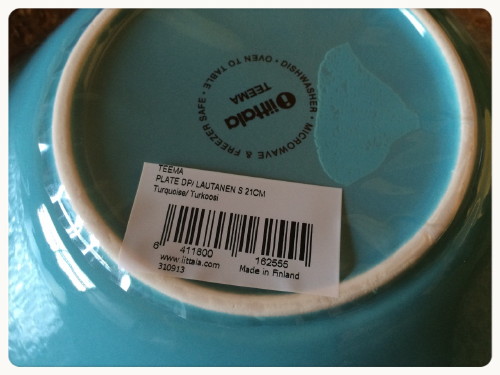 iittala
TEEMA
• OVEN TO TABLE • DISHWASHER • MICROWAVE & FREEZER SAFE
TEEMA
PLATE DP/ LAUTANEN S 21CM
Turquoise/ Turkoosi
6 411800 162555
www.iittala.com Made in Finland
310913